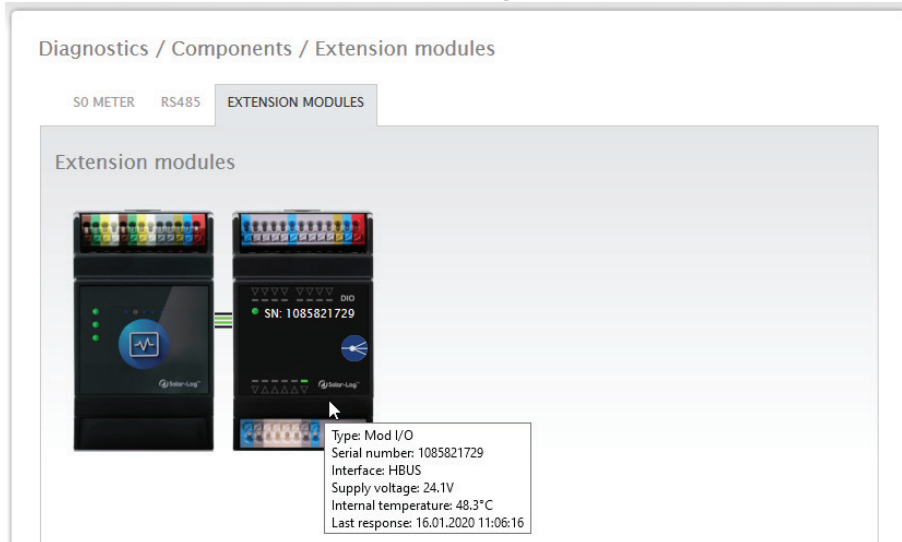 Diagnostics / Components / Extension modules
S0 METER RS485 EXTENSION MODULES
Extension modules
DIO
SN: 1085821729
Solar-Log™
Solar-Log™
Type: Mod I/O
Serial number: 1085821729
Interface: HBUS
Supply voltage: 24.1V
Internal temperature: 48.3°C
Last response: 16.01.2020 11:06:16